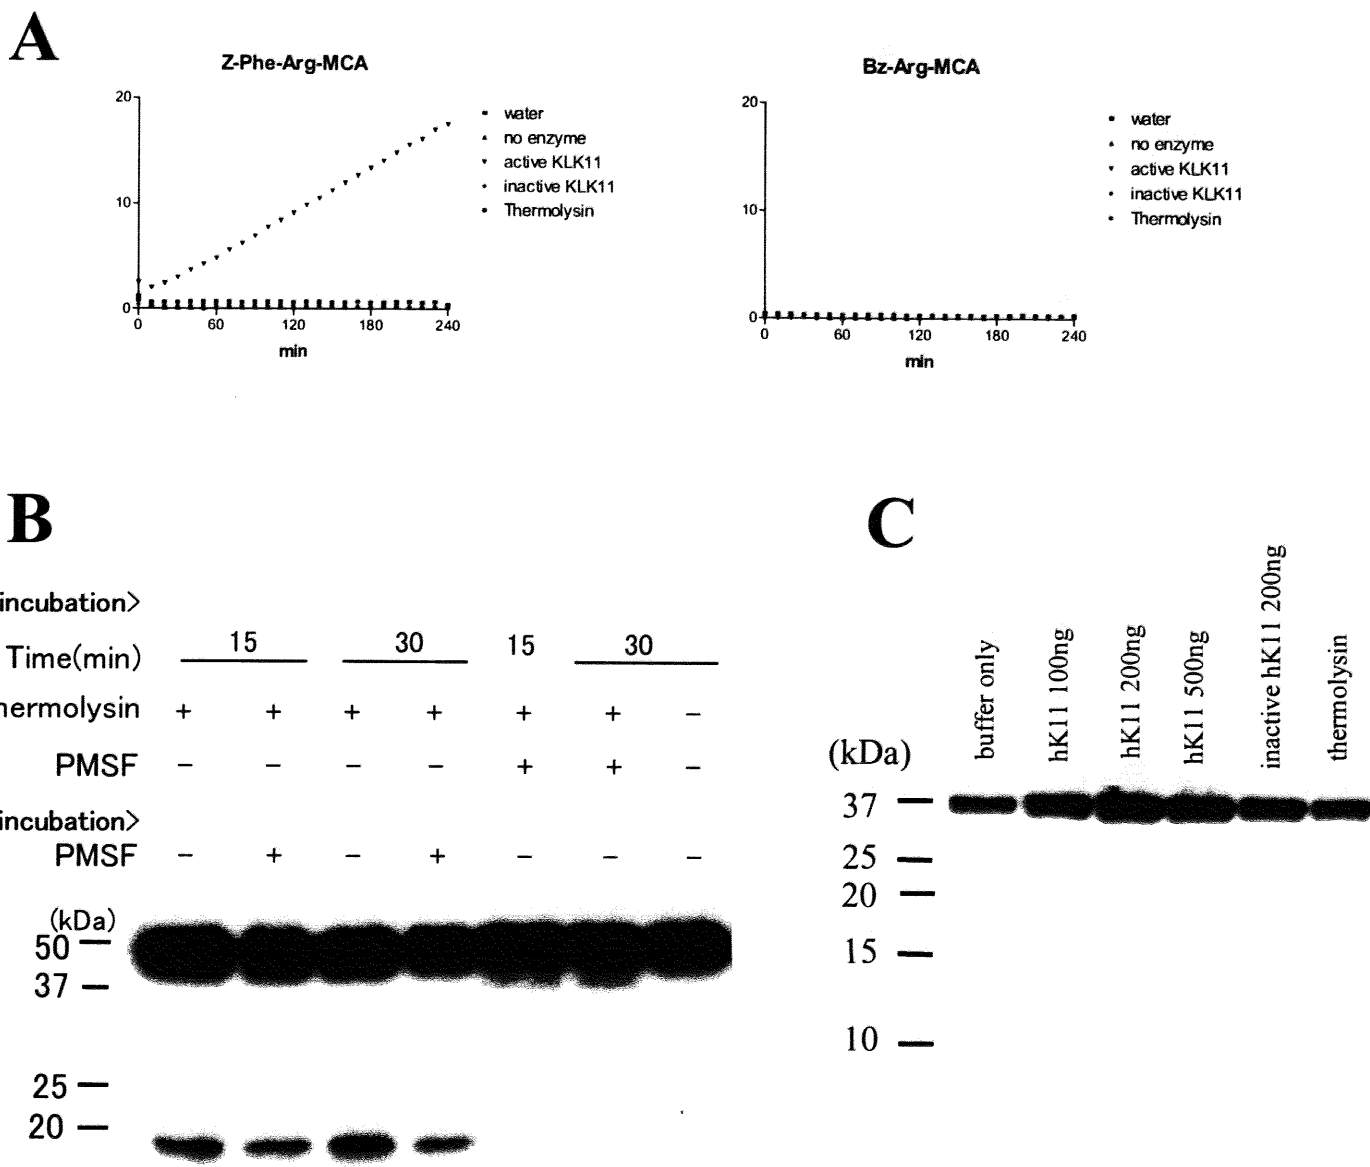 A
Z-Phe-Arg-MCA
20
10
0
0 60 120 180 240
min
water
no enzyme
active KLK11
inactive KLK11
Thermolysin
Bz-Arg-MCA
20
10
0
0 60 120 180 240
min
water
no enzyme
active KLK11
inactive KLK11
Thermolysin
B
incubation>
Time(min) 15 30 15 30
hermolysin + + + + + + −
PMSF − − − − + + −
incubation>
PMSF − + − + − − −
(kDa)
50
37
25
20
C
buffer only
hK11 100ng
hK11 200ng
hK11 500ng
inactive hK11 200ng
thermolysin
(kDa)
37
25
20
15
10